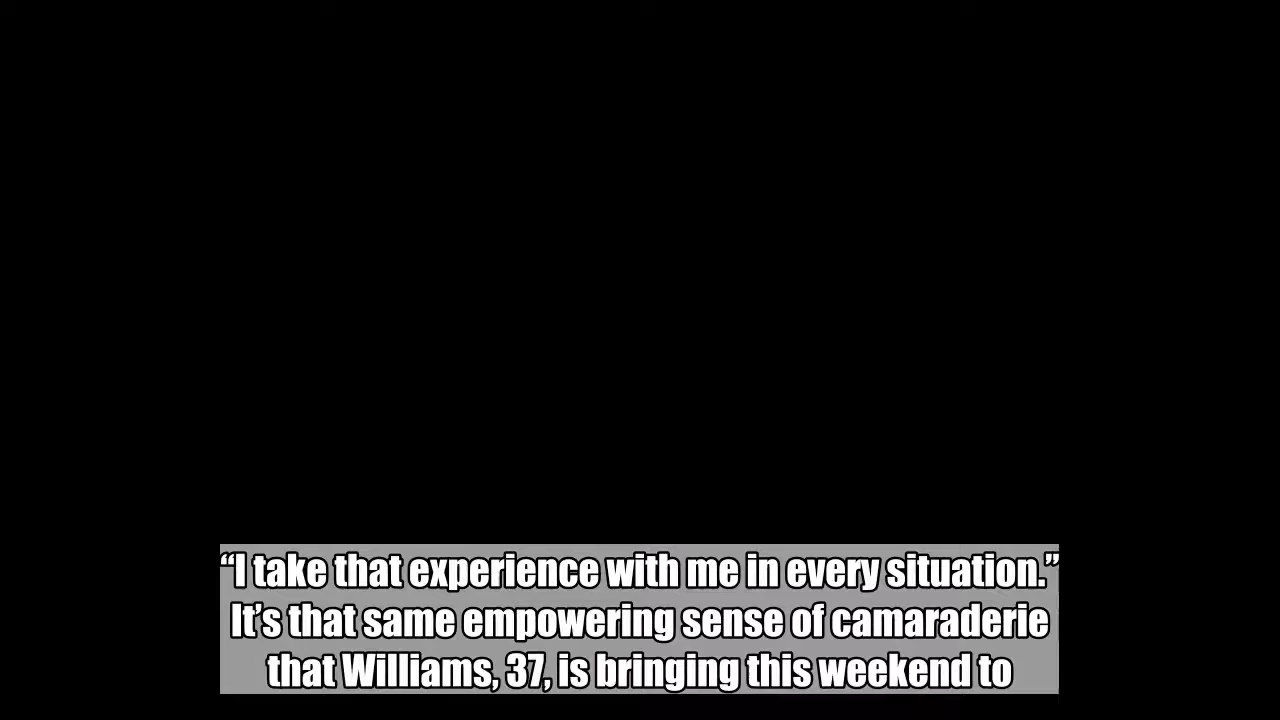 “I take that experience with me in every situation.”
It’s that same empowering sense of camaraderie
that Williams, 37, is bringing this weekend to